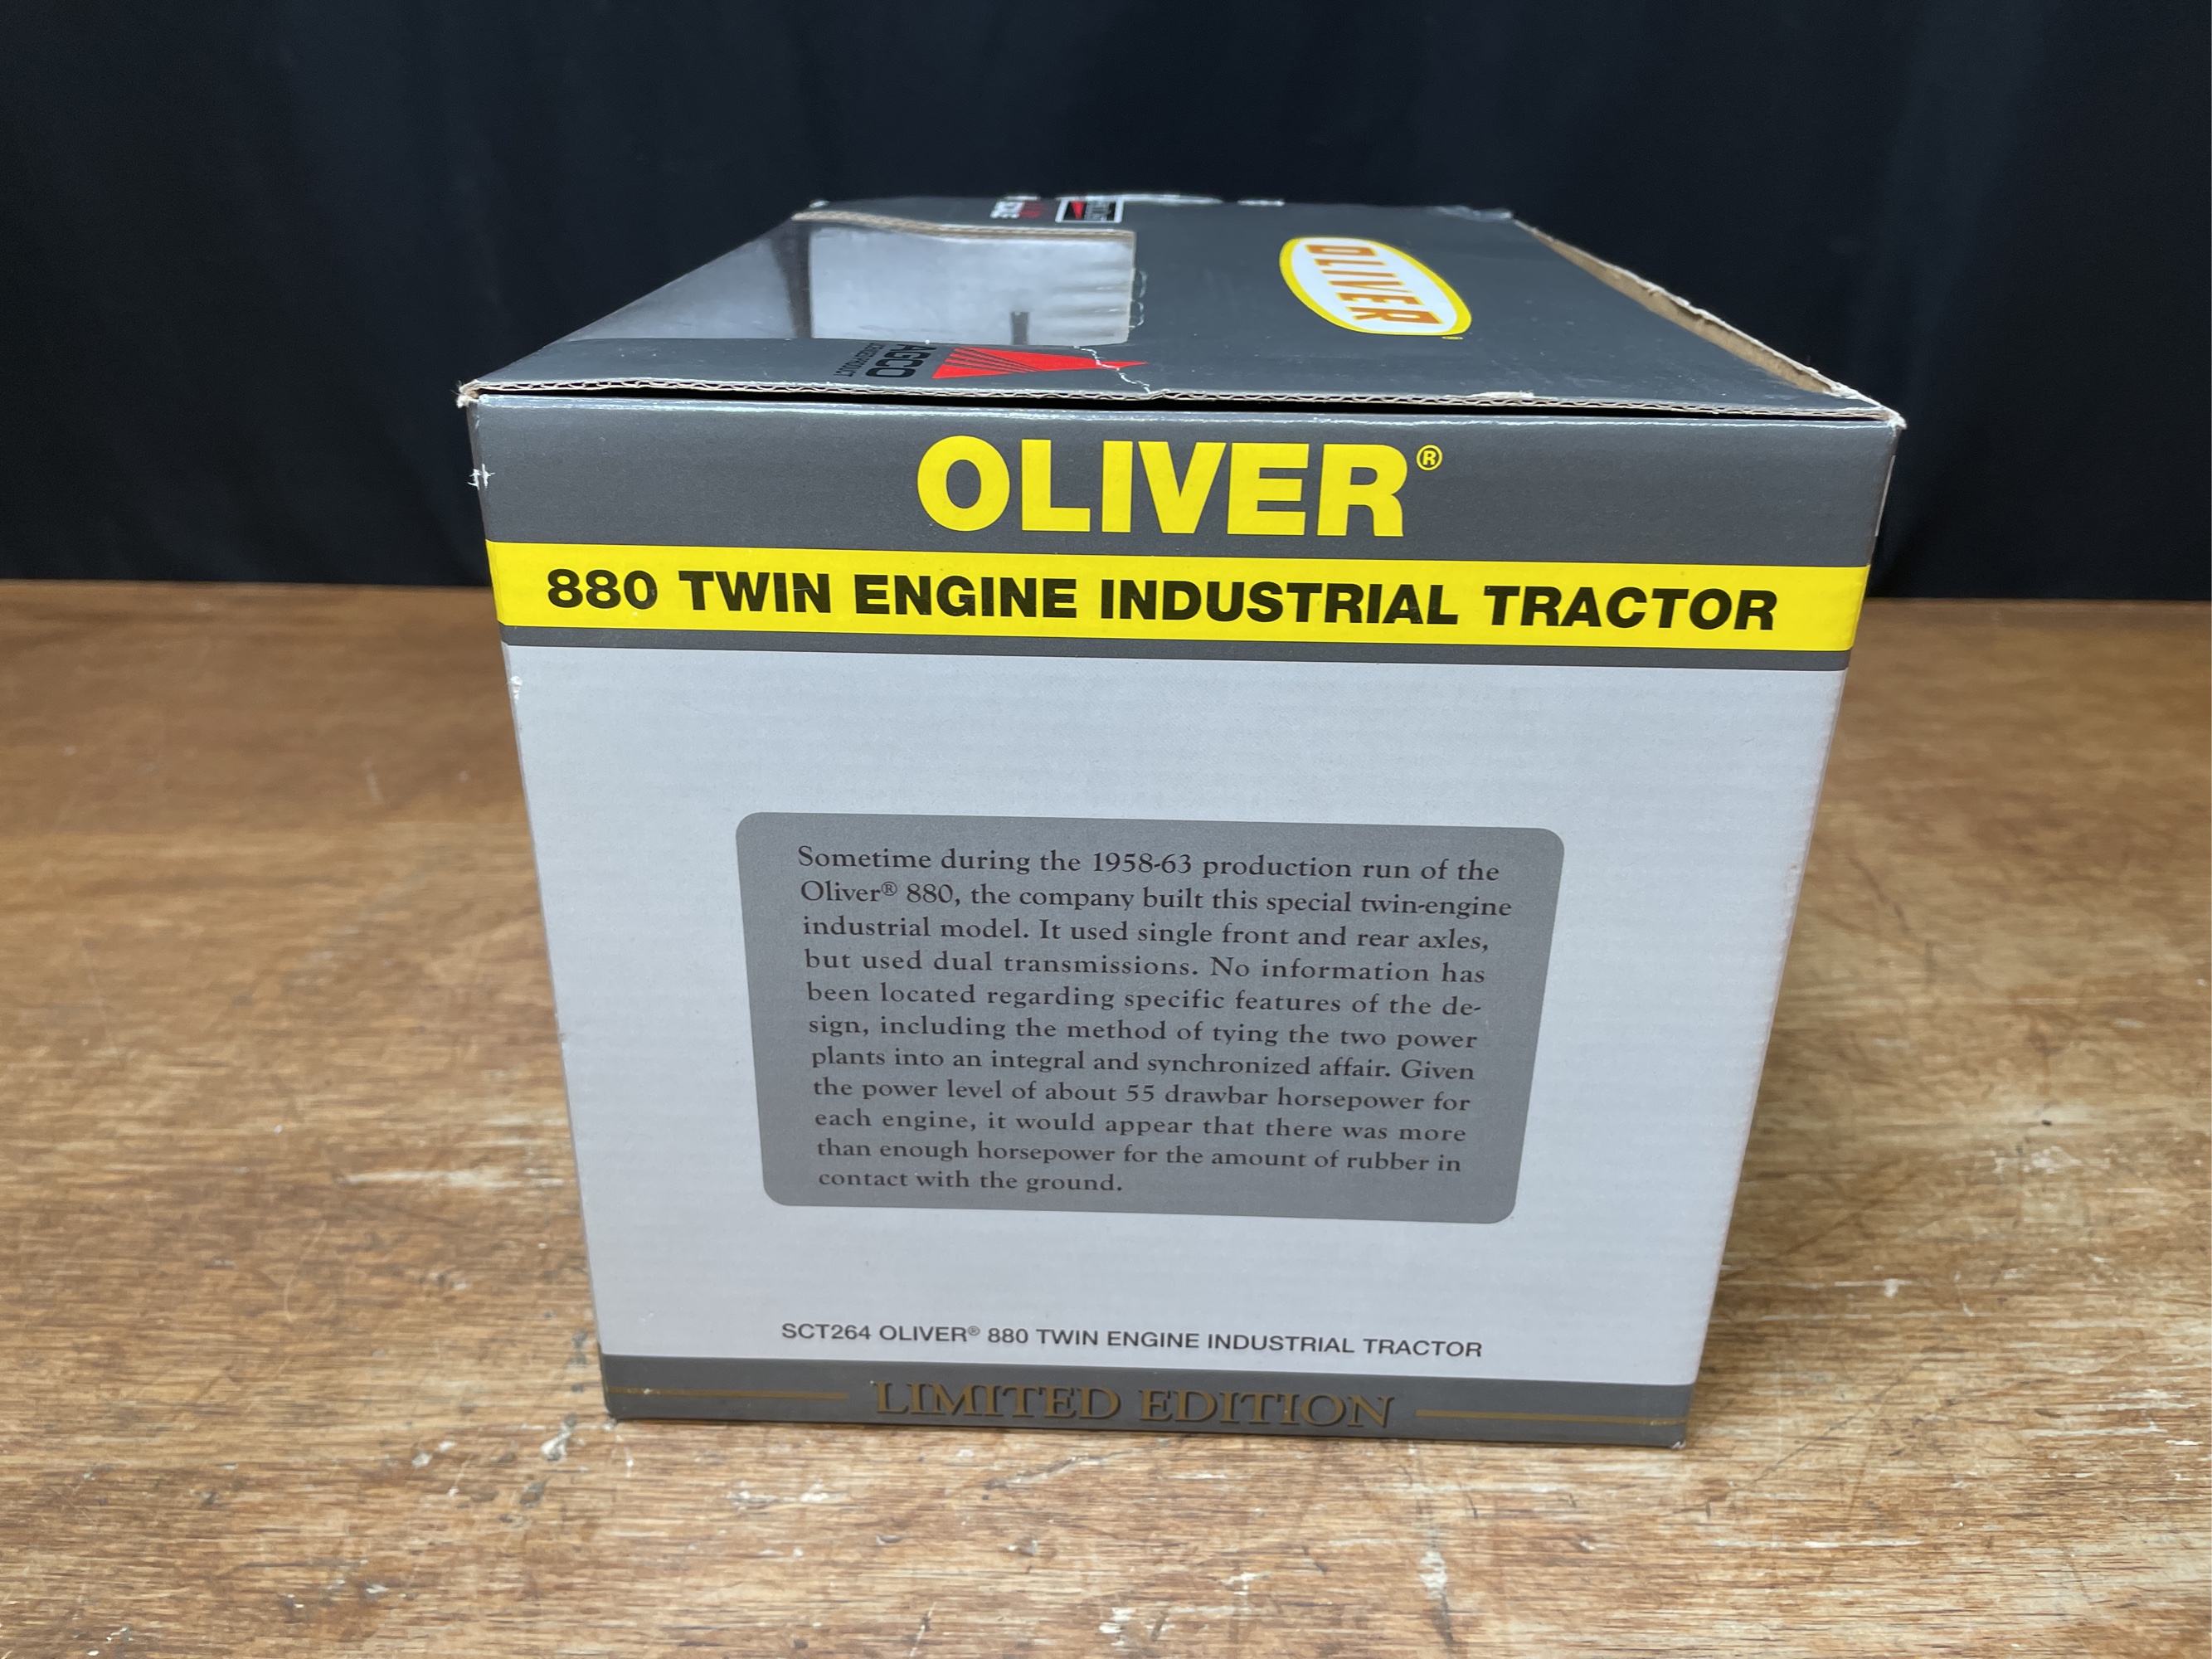 OLIVER
AGCO
OLIVER®
880 TWIN ENGINE INDUSTRIAL TRACTOR
Sometime during the 1958-63 production run of the
Oliver® 880, the company built this special twin-engine
industrial model. It used single front and rear axles,
but used dual transmissions. No information has
been located regarding specific features of the de-
sign, including the method of tying the two power
plants into an integral and synchronized affair. Given
the power level of about 55 drawbar horsepower for
each engine, it would appear that there was more
than enough horsepower for the amount of rubber in
contact with the ground.
SCT264 OLIVER® 880 TWIN ENGINE INDUSTRIAL TRACTOR
LIMITED EDITION